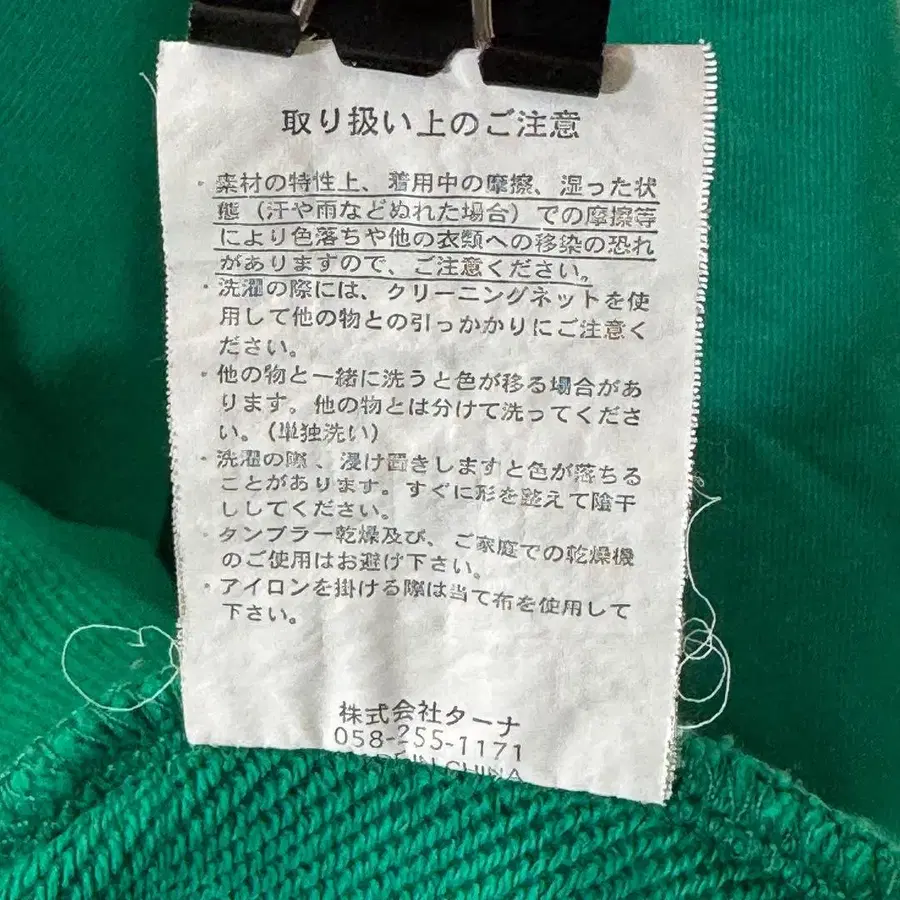 取り扱い上のご注意
・素材の特性上、着用中の摩擦、湿った状
態（汗や雨などぬれた場合）での摩擦等
により色落ちや他の衣類への移染の恐れ
がありますので、ご注意ください。
・洗濯の際には、クリーニングネットを使
用して他の物との引っかかりにご注意く
ださい。
・他の物と一緒に洗うと色が移る場合があ
ります。他の物とは分けて洗ってくださ
い。（単独洗い）
・洗濯の際、浸け置きしますと色が落ちる
ことがあります。すぐに形を整えて陰干
ししてください。
・タンブラー乾燥及び、ご家庭での乾燥機
のご使用はお避け下さい。
・アイロンを掛ける際は当て布を使用して
下さい。
株式会社ターナ
058-255-1171
MADE IN CHINA